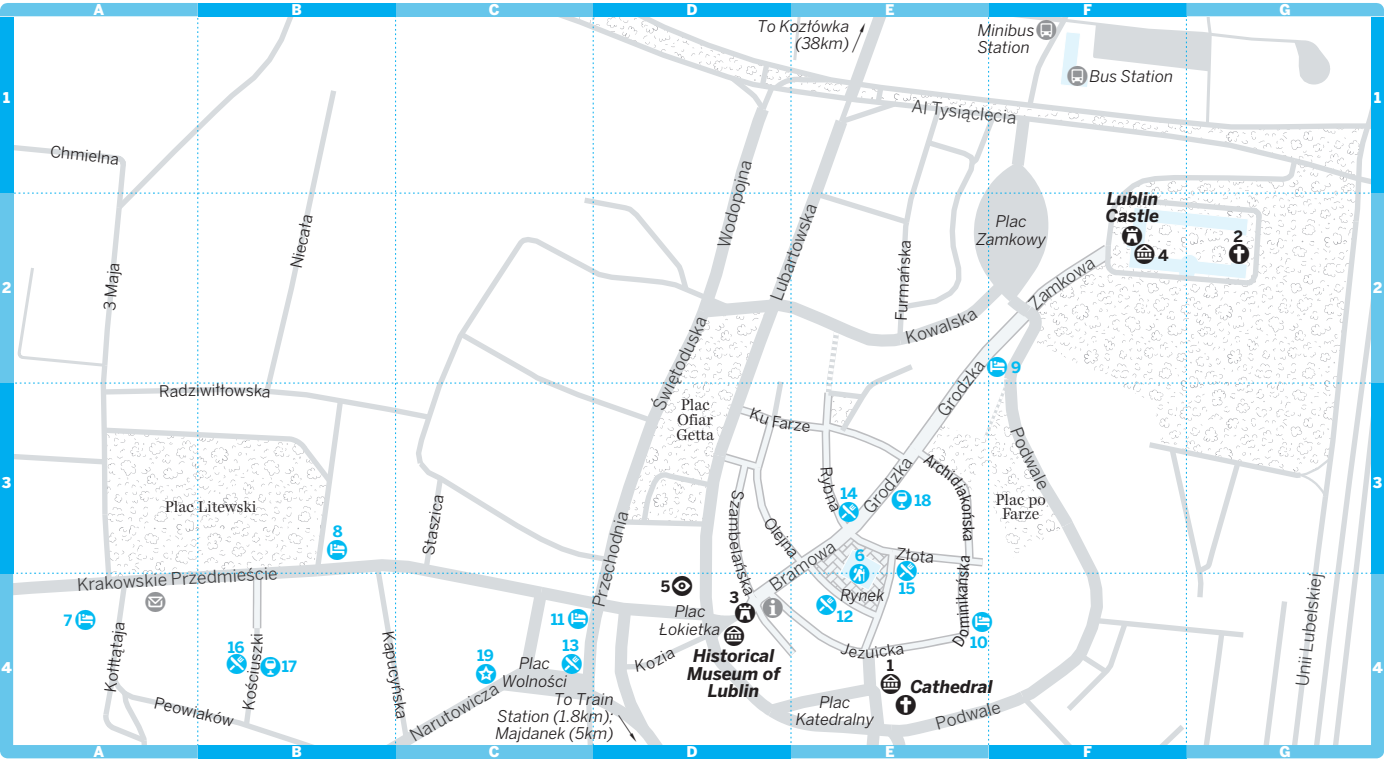 A B C D E F G
To Kozłówka
(38km)
Minibus
Station
Bus Station
1
1
Al Tysiąclecia
Chmielna
Wodopojna
Lublin
Castle
Plac
Zamkowy
Lubartowska
Niecała
Furmańska
2
4
3 Maja
2
2
Zamkowa
Kowalska
Świętoduska
9
Grodzka
Radziwiłłowska
Plac
Ofiar
Getta
Ku Farze
Podwale
Archidiakońska
Rybna
Grodzka
14
18
3
3
Plac Litewski
Szambelańska
Plac po
Farze
Staszica
Olejna
8
Przechodnia
Bramowa
6
Złota
Krakowskie Przedmieście
5
3
Rynek
15
12
Dominikańska
7
11
Plac
Łokietka
10
Kołłątaja
16
17
Kościuszki
Kapucyńska
19
13
Plac
Wolności
Kozia
Historical
Museum of
Lublin
Jezuicka
1
Cathedral
Unii Lubelskiej
4
4
Peowiaków
Narutowicza
To Train
Station (1.8km);
Majdanek (5km)
Plac
Katedralny
Podwale
A B C D E F G